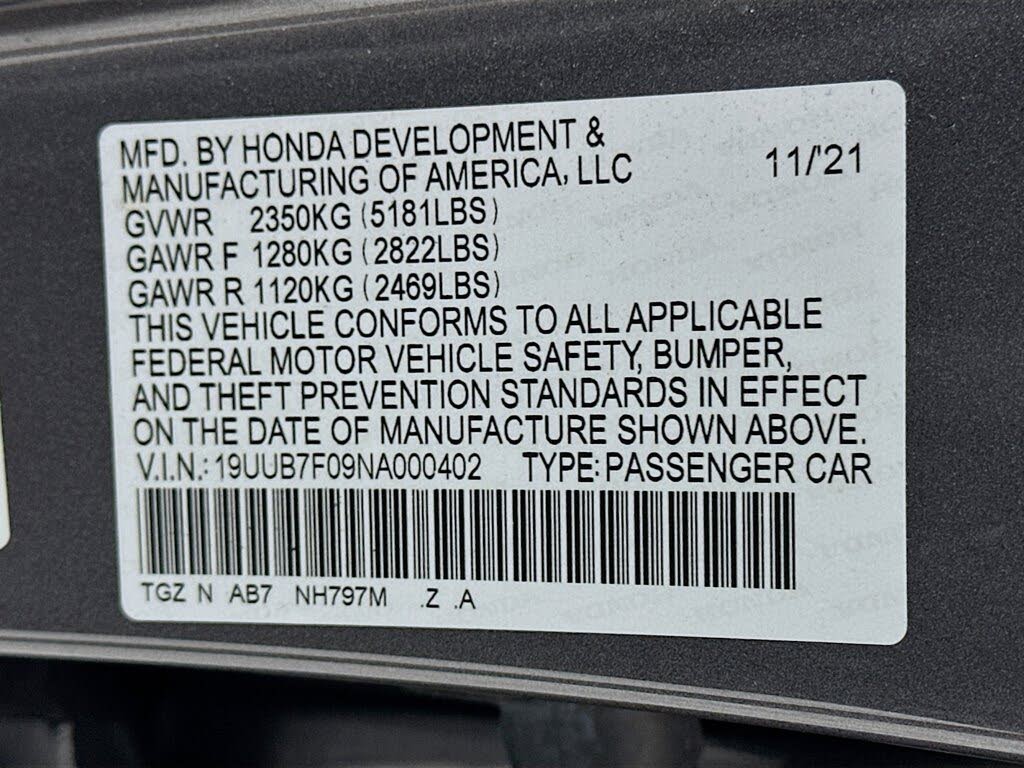 MFD. BY HONDA DEVELOPMENT &
MANUFACTURING OF AMERICA, LLC 11/'21
GVWR 2350KG (5181LBS)
GAWR F 1280KG (2822LBS)
GAWR R 1120KG (2469LBS)
THIS VEHICLE CONFORMS TO ALL APPLICABLE
FEDERAL MOTOR VEHICLE SAFETY, BUMPER,
AND THEFT PREVENTION STANDARDS IN EFFECT
ON THE DATE OF MANUFACTURE SHOWN ABOVE.
V.I.N.: 19UUB7F09NA000402 TYPE: PASSENGER CAR
TGZ N AB7 NH797M .Z .A